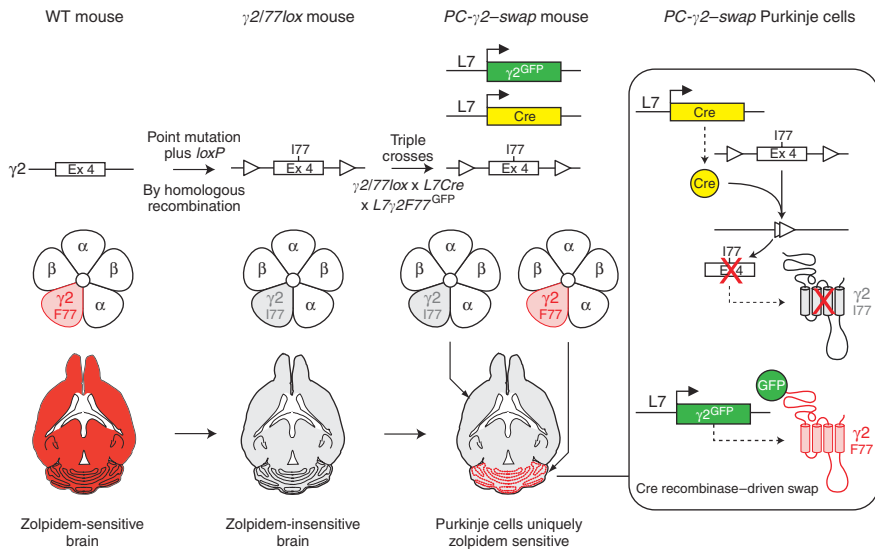 WT mouse
γ2/77lox mouse
PC-γ2–swap mouse
PC-γ2–swap Purkinje cells
L7
γ2GFP
L7
Cre
γ2
Ex 4
Point mutation
plus loxP
By homologous
recombination
I77
Ex 4
Triple
crosses
γ2I77lox x L7Cre
x L7γ2F77GFP
I77
Ex 4
α
β
β
α
γ2
F77
α
β
β
α
γ2
I77
α
β
β
α
γ2
I77
α
β
β
α
γ2
F77
Zolpidem-sensitive
brain
Zolpidem-insensitive
brain
Purkinje cells uniquely
zolpidem sensitive
L7
Cre
I77
Ex 4
Cre
I77
Ex 4
γ2
I77
GFP
L7
γ2GFP
γ2
F77
Cre recombinase–driven swap